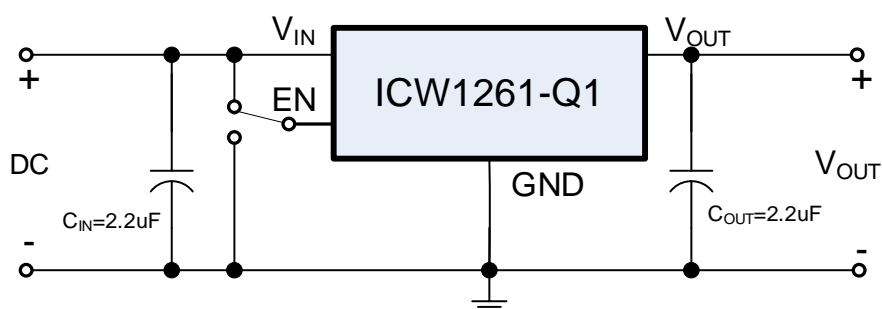 V_IN
V_OUT
ICW1261-Q1
+
+
EN
DC
GND
V_OUT
C_IN=2.2uF
C_OUT=2.2uF
-
-